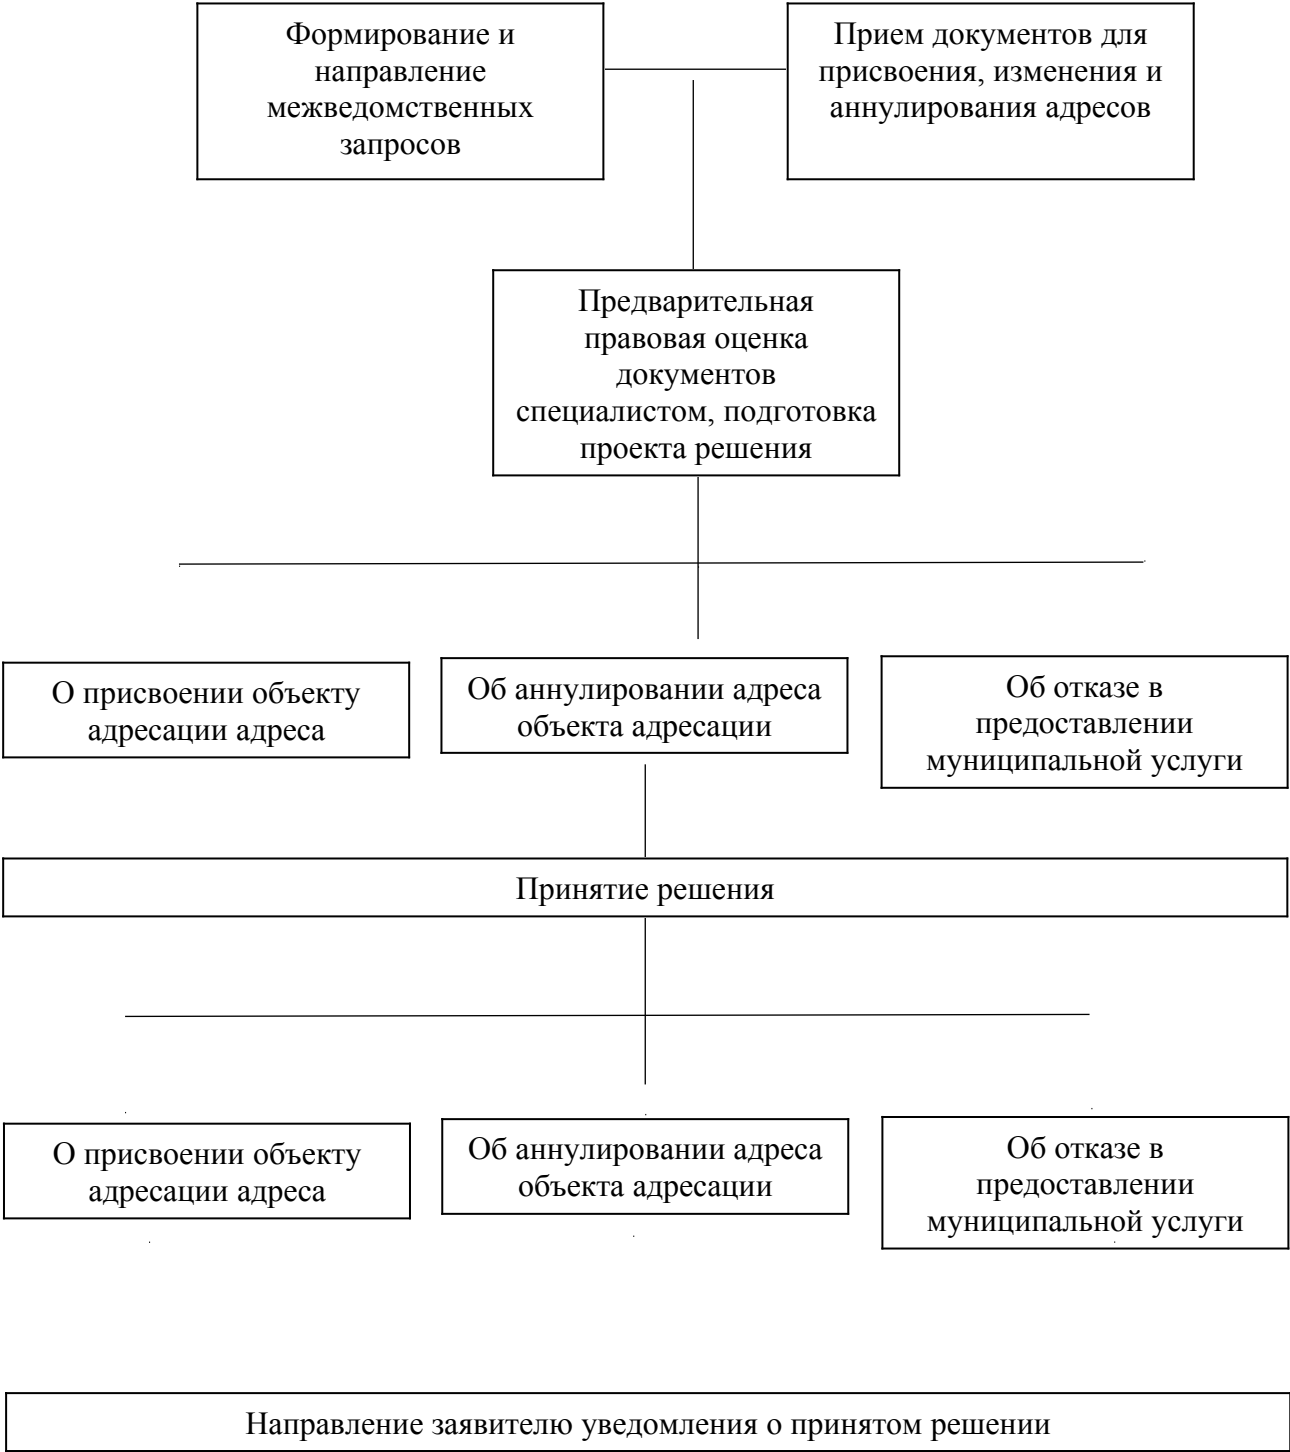 Формирование и
направление
межведомственных
запросов
Прием документов для
присвоения, изменения и
аннулирования адресов
Предварительная
правовая оценка
документов
специалистом, подготовка
проекта решения
О присвоении объекту
адресации адреса
Об аннулировании адреса
объекта адресации
Об отказе в
предоставлении
муниципальной услуги
Принятие решения
О присвоении объекту
адресации адреса
Об аннулировании адреса
объекта адресации
Об отказе в
предоставлении
муниципальной услуги
Направление заявителю уведомления о принятом решении